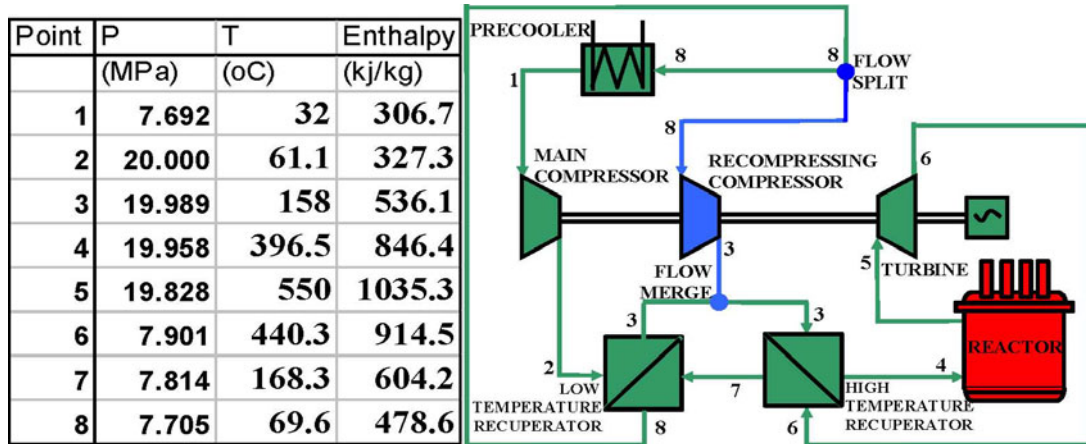 Point P T Enthalpy
(MPa) (oC) (kj/kg)
1 7.692 32 306.7
2 20.000 61.1 327.3
3 19.989 158 536.1
4 19.958 396.5 846.4
5 19.828 550 1035.3
6 7.901 440.3 914.5
7 7.814 168.3 604.2
8 7.705 69.6 478.6
PRECOOLER
8
8
FLOW
SPLIT
1
8
6
MAIN
COMPRESSOR
RECOMPRESSING
COMPRESSOR
3
5
TURBINE
FLOW
MERGE
3
3
REACTOR
2
7
4
LOW
TEMPERATURE
RECUPERATOR
HIGH
TEMPERATURE
RECUPERATOR
8
6